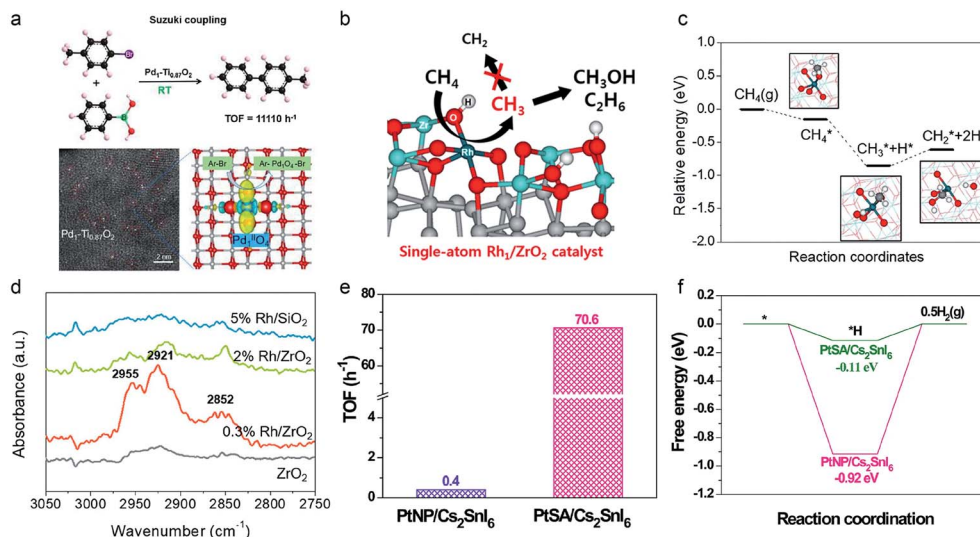 a
Suzuki coupling
Br
+
B
Pd₁-Ti₀.₈₇O₂
RT
TOF = 11110 h⁻¹
Pd₁-Ti₀.₈₇O₂
2 nm
Ar-Br
Ar- Pd₁O₄ -Br
Pd₁ᴵᴵO₄
b
CH₂
CH₄
CH₃
CH₃OH
C₂H₆
H
O
Zr
Rh
Single-atom Rh₁/ZrO₂ catalyst
c
Relative energy (eV)
1.0
0.5
0.0
-0.5
-1.0
-1.5
-2.0
CH₄(g)
CH₄*
CH₃*+H*
CH₂*+2H
Reaction coordinates
d
Absorbance (a.u.)
5% Rh/SiO₂
2% Rh/ZrO₂
2955
2921
2852
0.3% Rh/ZrO₂
ZrO₂
3050 3000 2950 2900 2850 2800 2750
Wavenumber (cm⁻¹)
e
TOF (h⁻¹)
80
70
60
4
2
0
0.4
70.6
PtNP/Cs₂SnI₆ PtSA/Cs₂SnI₆
f
Free energy (eV)
0.2
0.0
-0.2
-0.4
-0.6
-0.8
-1.0
-1.2
*
*H
0.5H₂(g)
PtSA/Cs₂SnI₆
-0.11 eV
PtNP/Cs₂SnI₆
-0.92 eV
Reaction coordination